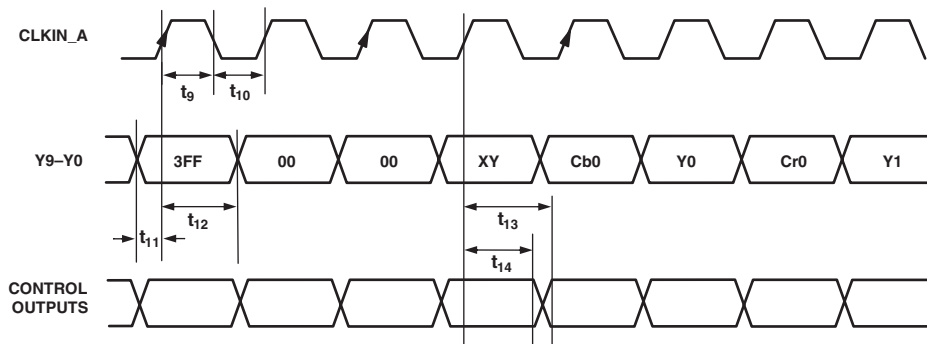 CLKIN_A
t9 t10
Y9–Y0 3FF 00 00 XY Cb0 Y0 Cr0 Y1
t12 t13
t11
t14
CONTROL
OUTPUTS